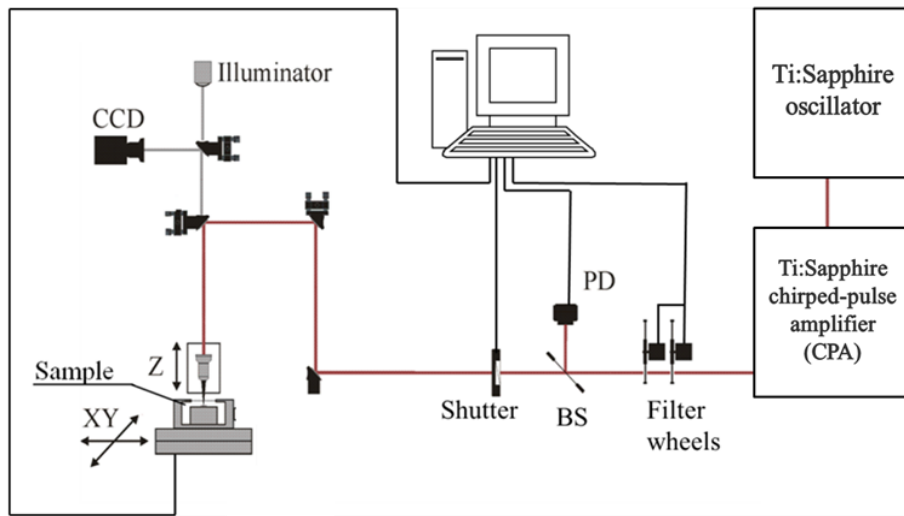 Illuminator
CCD
Ti:Sapphire
oscillator
Ti:Sapphire
chirped-pulse
amplifier
(CPA)
PD
Z
Sample
XY
Shutter
BS
Filter
wheels